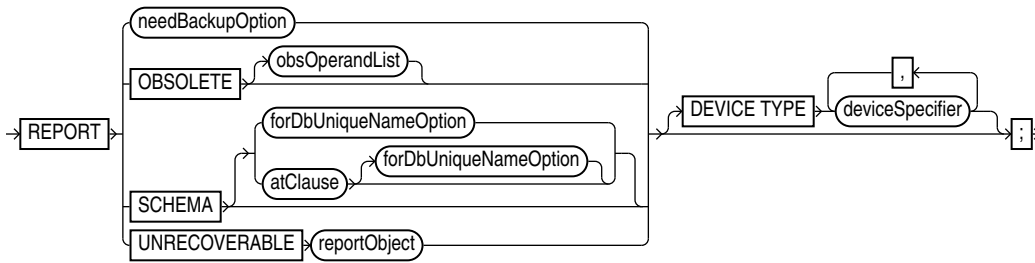 needBackupOption
OBSOLETE obsOperandList
REPORT
SCHEMA forDbUniqueNameOption
atClause forDbUniqueNameOption
UNRECOVERABLE reportObject
DEVICE TYPE deviceSpecifier ,
;